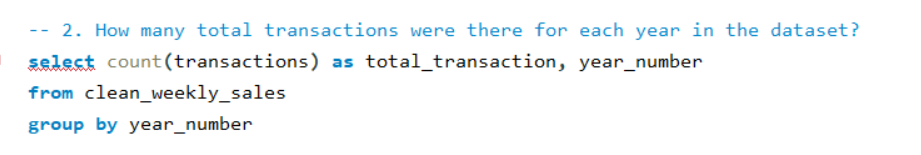 -- 2. How many total transactions were there for each year in the dataset?
select count(transactions) as total_transaction, year_number
from clean_weekly_sales
group by year_number